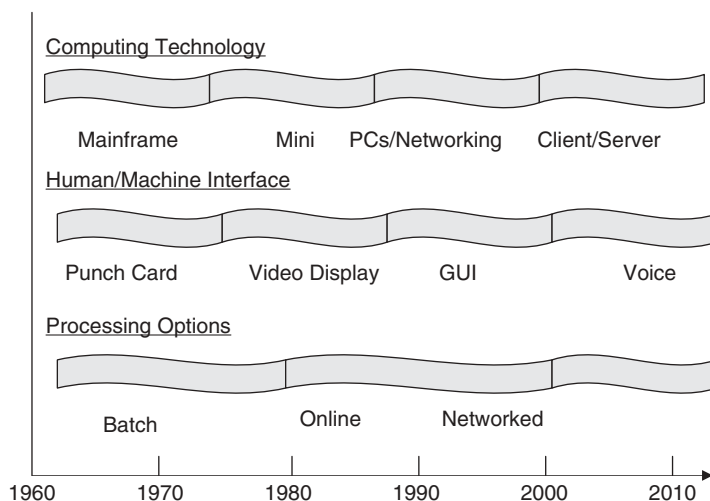 Computing Technology
Mainframe Mini PCs/Networking Client/Server
Human/Machine Interface
Punch Card Video Display GUI Voice
Processing Options
Batch Online Networked
1960 1970 1980 1990 2000 2010